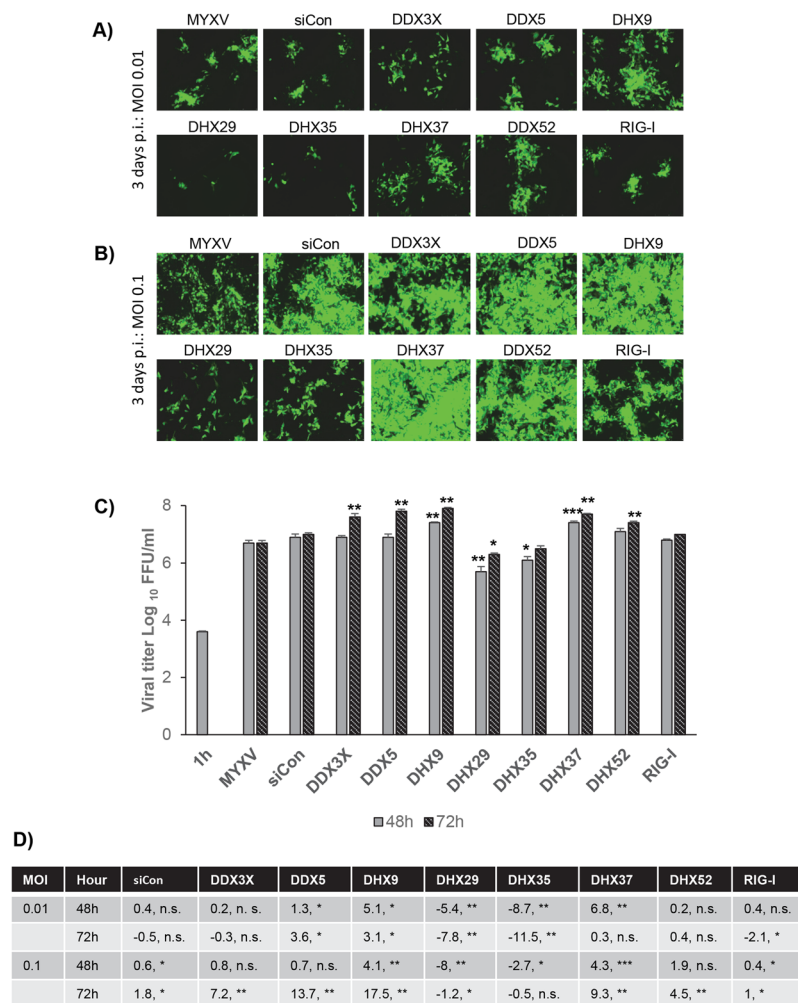 A)
3 days p.i.: MOI 0.01
MYXV siCon DDX3X DDX5 DHX9
DHX29 DHX35 DHX37 DDX52 RIG-I
B)
3 days p.i.: MOI 0.1
MYXV siCon DDX3X DDX5 DHX9
DHX29 DHX35 DHX37 DDX52 RIG-I
C)
Viral titer Log 10 FFU/ml
8
6
4
2
0
** ** ** ** ** * * *** ** **
1h MYXV siCon DDX3X DDX5 DHX9 DHX29 DHX35 DHX37 DHX52 RIG-I
48h 72h
D)
MOI Hour siCon DDX3X DDX5 DHX9 DHX29 DHX35 DHX37 DHX52 RIG-I
0.01 48h 0.4, n.s. 0.2, n. s. 1.3, * 5.1, * -5.4, ** -8.7, ** 6.8, ** 0.2, n.s. 0.4, n.s.
72h -0.5, n.s. -0.3, n.s. 3.6, * 3.1, * -7.8, ** -11.5, ** 0.3, n.s. 0.4, n.s. -2.1, *
0.1 48h 0.6, * 0.8, n.s. 0.7, n.s. 4.1, ** -8, ** -2.7, * 4.3, *** 1.9, n.s. 0.4, *
72h 1.8, * 7.2, ** 13.7, ** 17.5, ** -1.2, * -0.5, n.s. 9.3, ** 4.5, ** 1, *